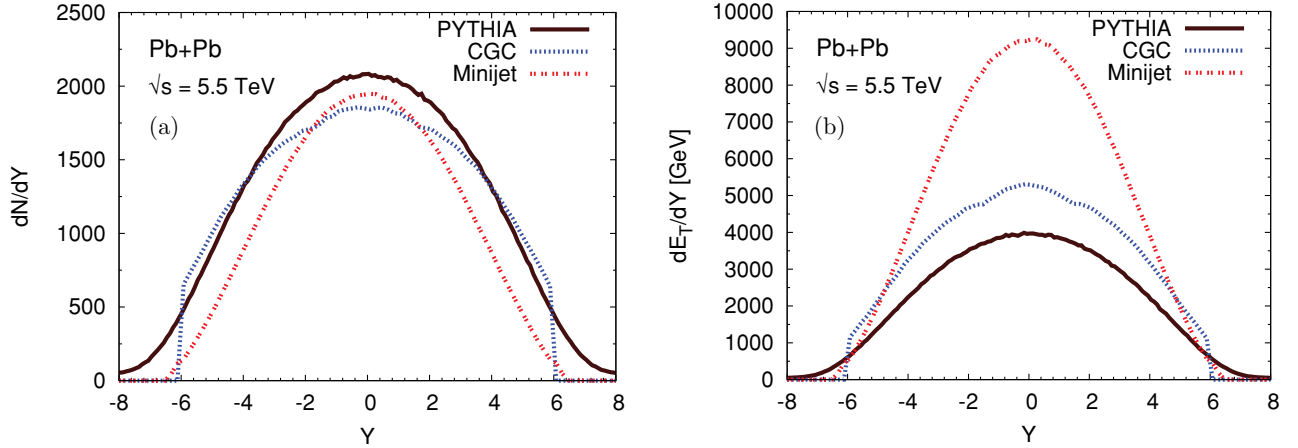 Pb+Pb
√s = 5.5 TeV
(a)
PYTHIA
CGC
Minijet
dN/dY
2500
2000
1500
1000
500
0
-8 -6 -4 -2 0 2 4 6 8
Y
Pb+Pb
√s = 5.5 TeV
(b)
PYTHIA
CGC
Minijet
dE_T/dY [GeV]
10000
9000
8000
7000
6000
5000
4000
3000
2000
1000
0
-8 -6 -4 -2 0 2 4 6 8
Y